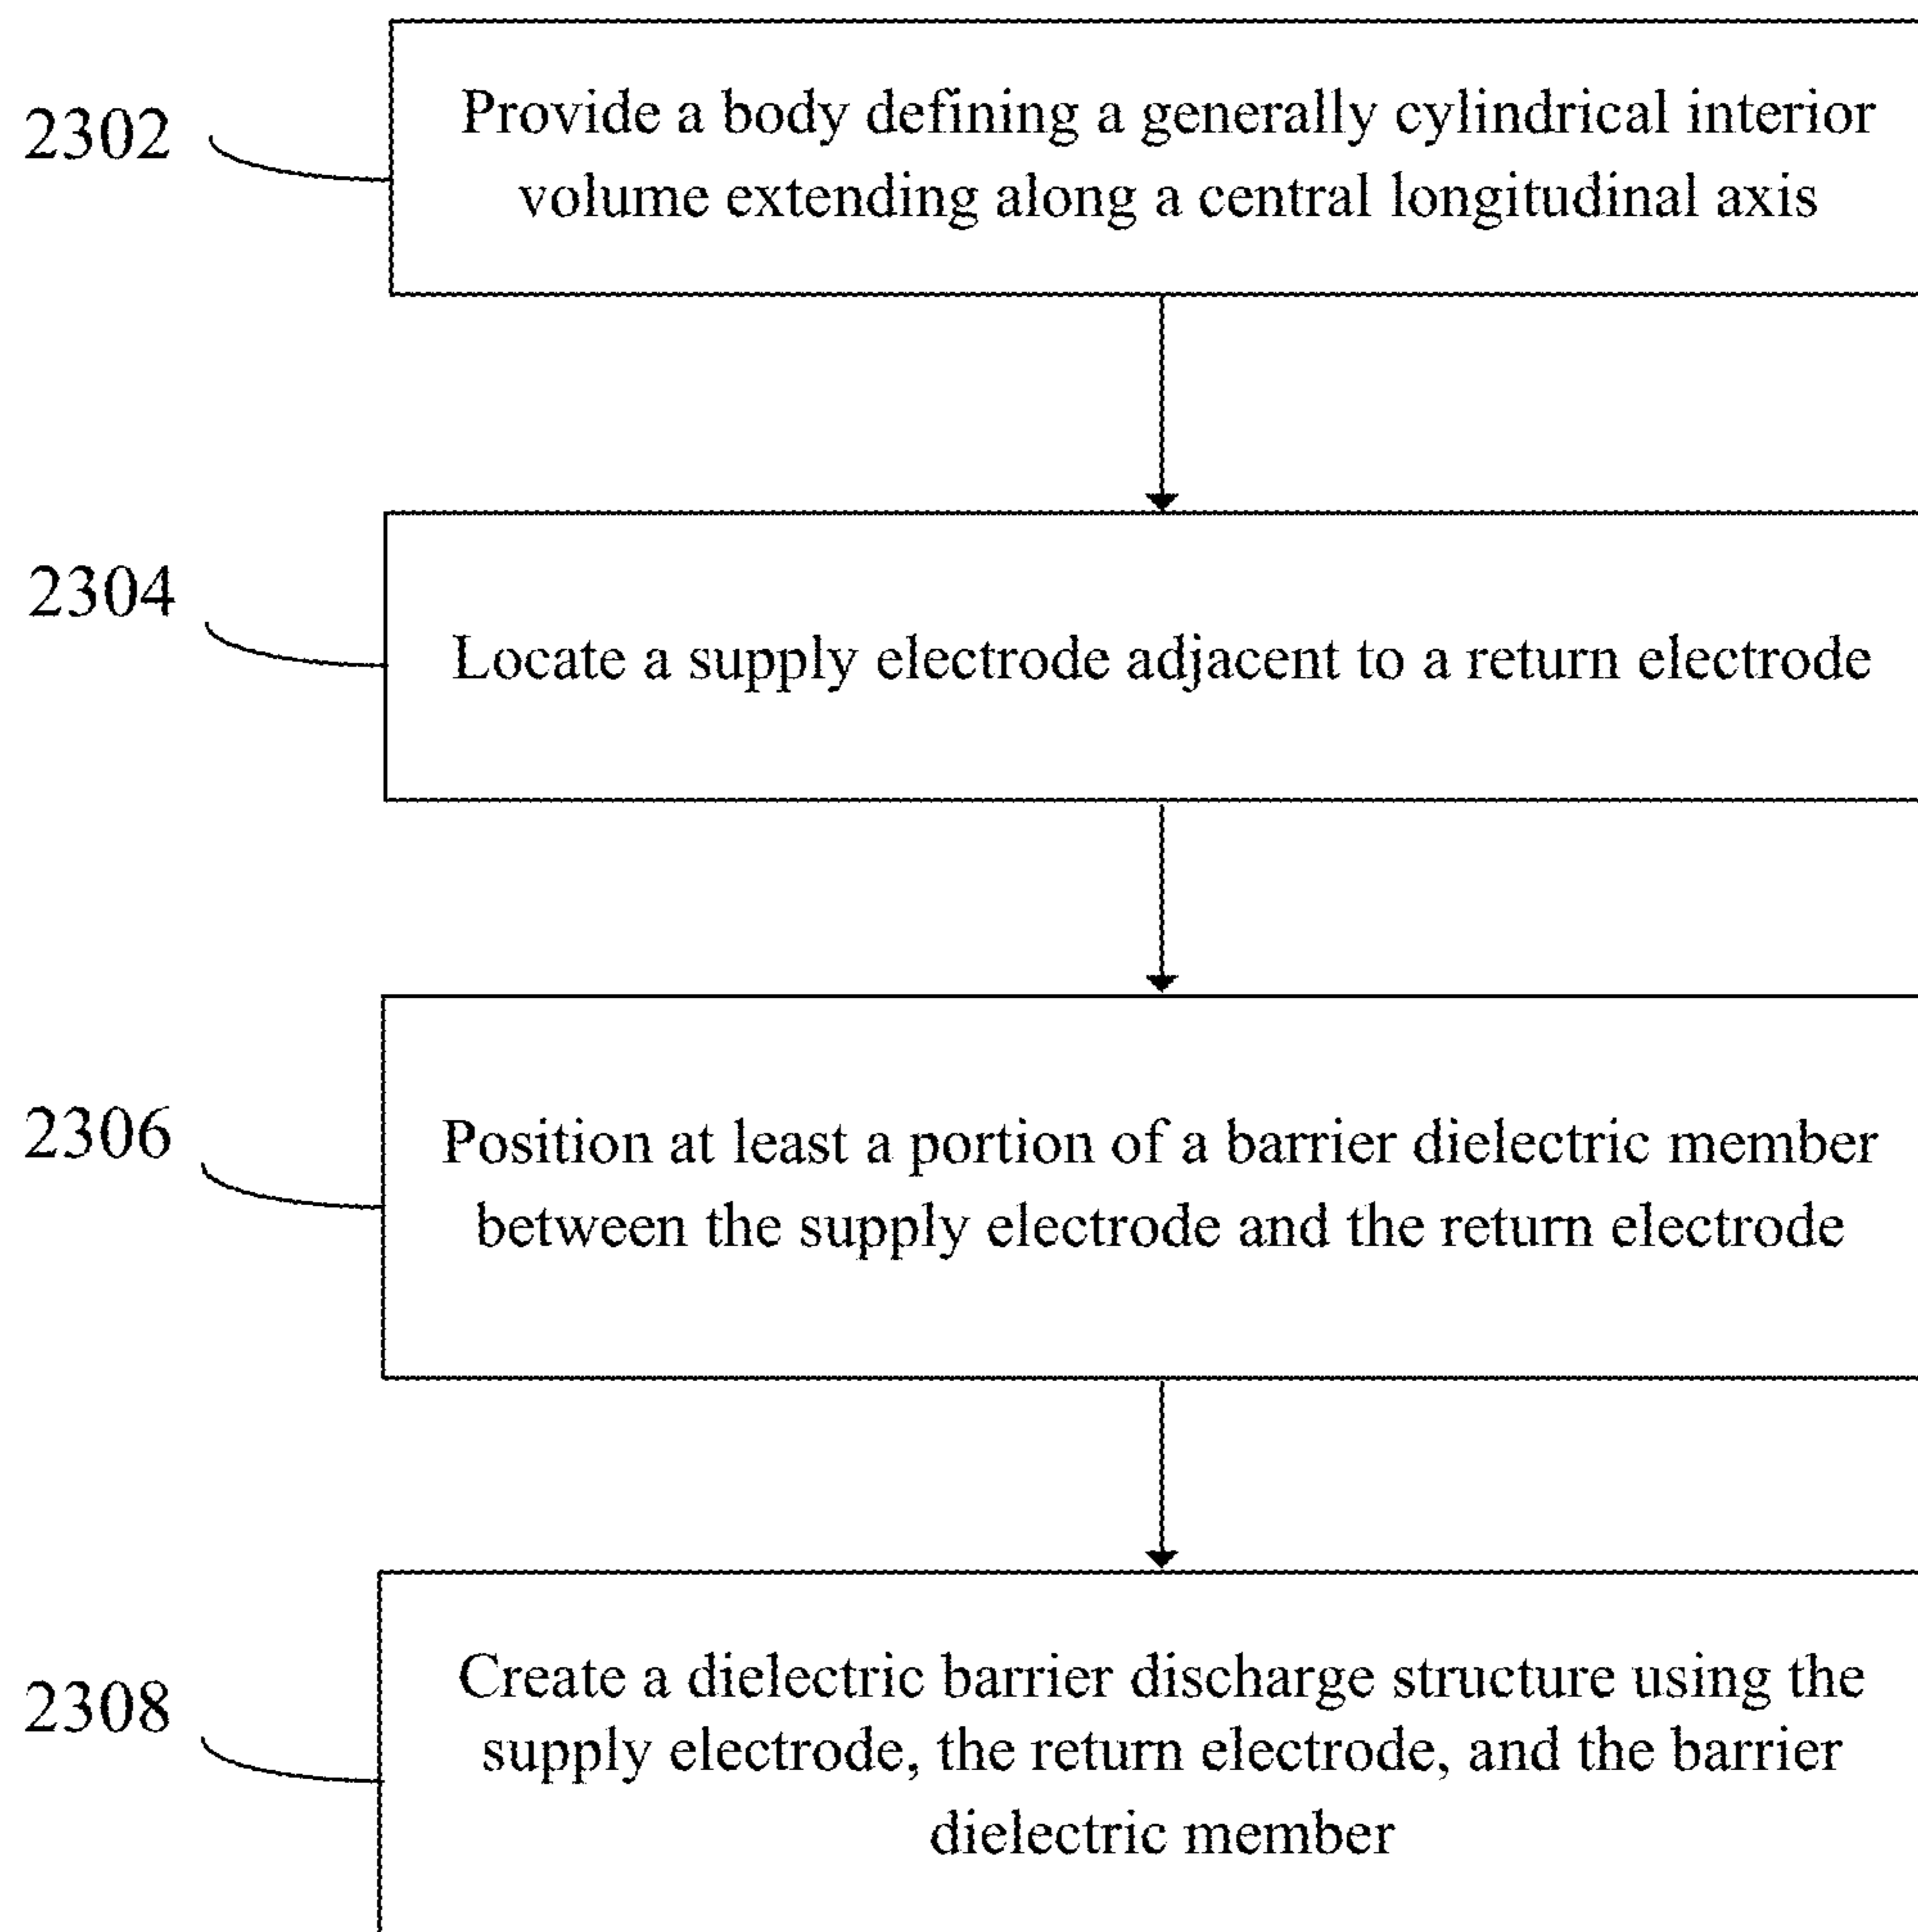 2302
Provide a body defining a generally cylindrical interior
volume extending along a central longitudinal axis
2304
Locate a supply electrode adjacent to a return electrode
2306
Position at least a portion of a barrier dielectric member
between the supply electrode and the return electrode
2308
Create a dielectric barrier discharge structure using the
supply electrode, the return electrode, and the barrier
dielectric member